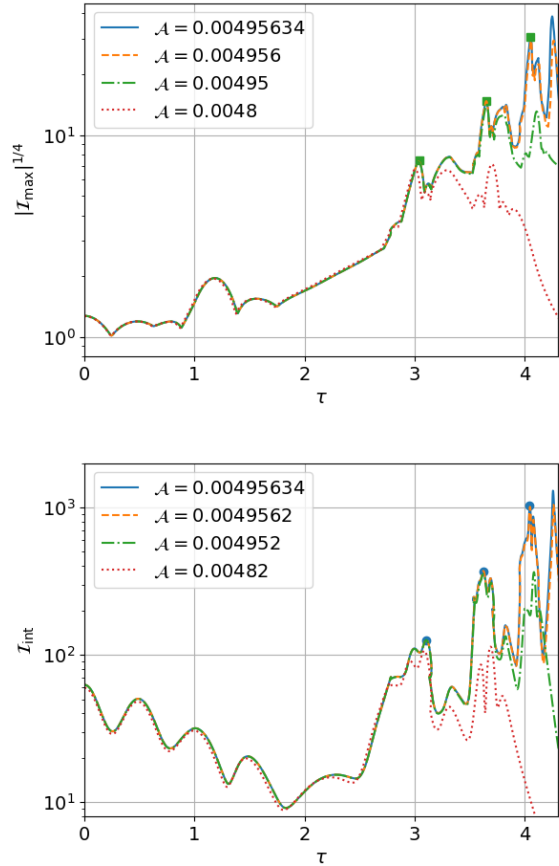 𝒜 = 0.00495634
𝒜 = 0.004956
𝒜 = 0.00495
𝒜 = 0.0048
|ℐmax|^1/4
10^1
10^0
0 1 2 3 4
τ
𝒜 = 0.00495634
𝒜 = 0.0049562
𝒜 = 0.004952
𝒜 = 0.00482
ℐint
10^3
10^2
10^1
0 1 2 3 4
τ